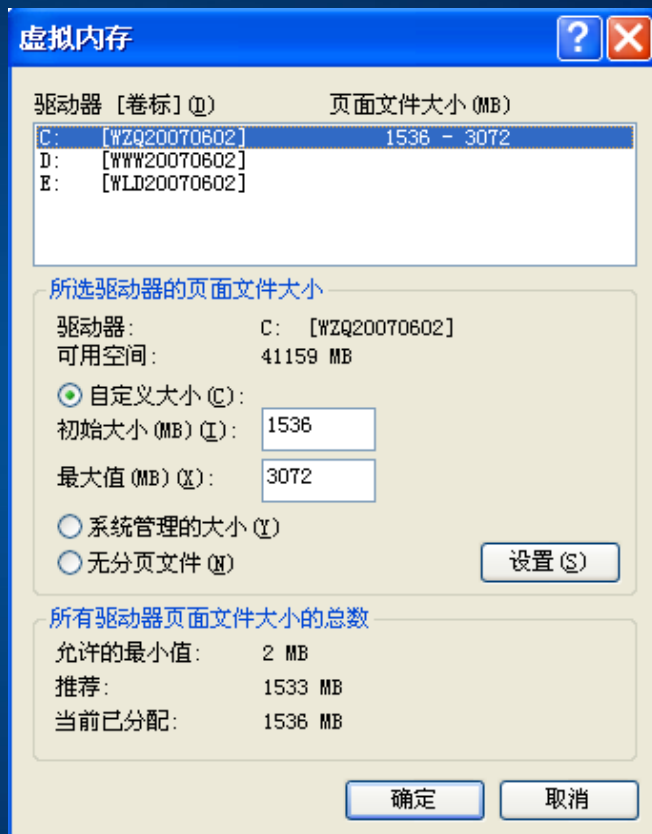 虚拟内存
驱动器 [卷标](D) 页面文件大小(MB)
C: [WZQ20070602] 1536 - 3072
D: [WWW20070602]
E: [WLD20070602]
所选驱动器的页面文件大小
驱动器: C: [WZQ20070602]
可用空间: 41159 MB
自定义大小(C):
初始大小(MB)(I): 1536
最大值(MB)(X): 3072
系统管理的大小(Y)
无分页文件(N) 设置(S)
所有驱动器页面文件大小的总数
允许的最小值: 2 MB
推荐: 1533 MB
当前已分配: 1536 MB
确定 取消